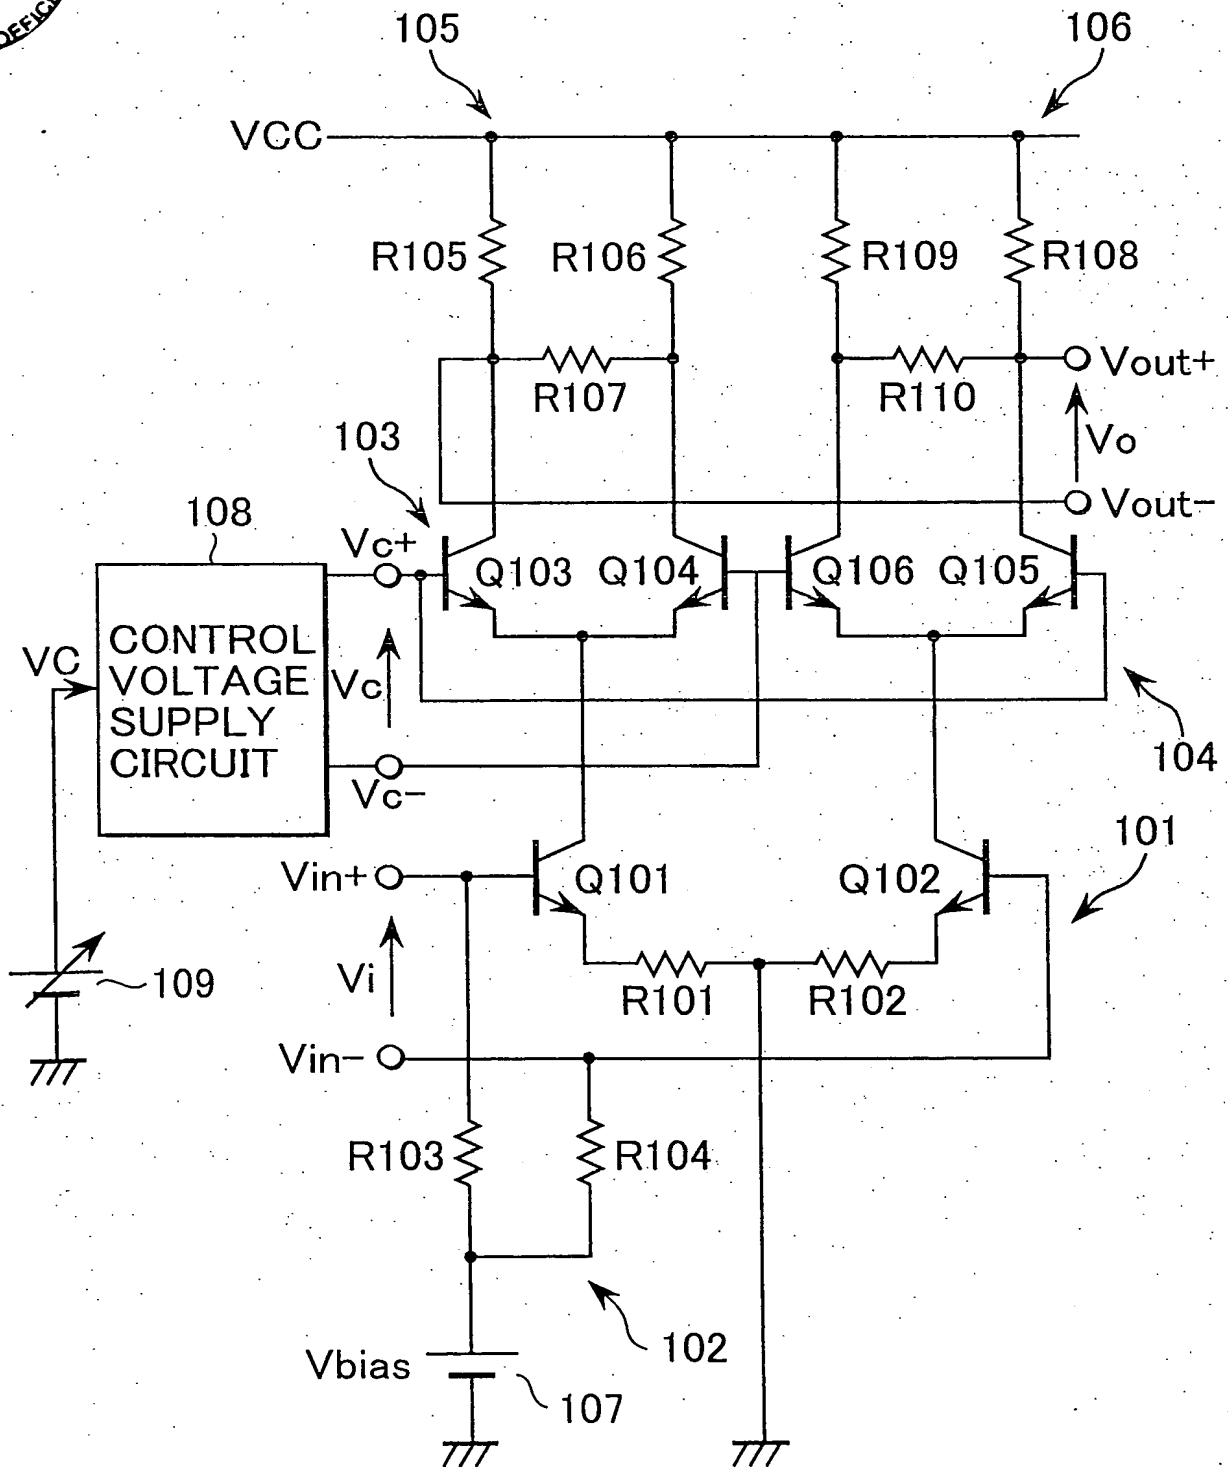 OFFICE
105
106
VCC
R105
R106
R109
R108
R107
R110
Vout+
Vo
Vout-
103
108
Vc+
Q103
Q104
Q106
Q105
CONTROL
VOLTAGE
SUPPLY
CIRCUIT
VC
Vc
Vc-
104
101
Vin+
Q101
Q102
Vi
109
R101
R102
Vin-
R103
R104
102
Vbias
107